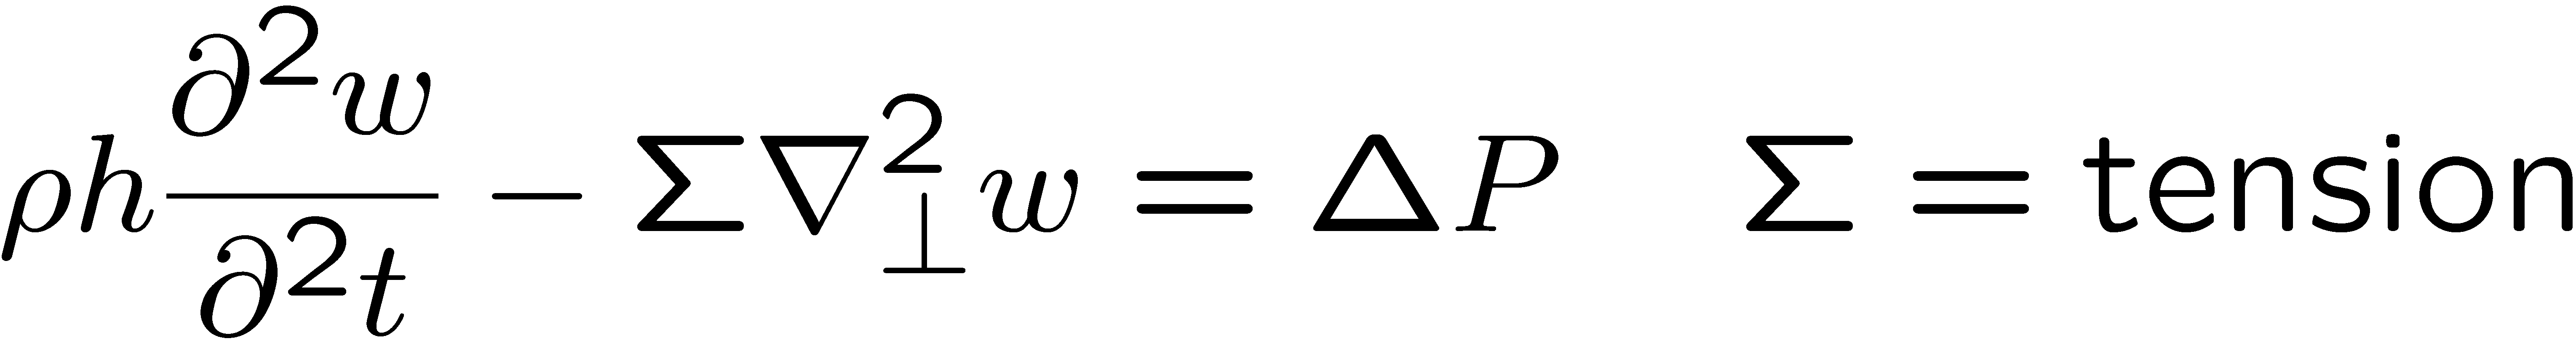 ρh ∂²w/∂²t − Σ∇²⊥w = ΔP Σ = tension